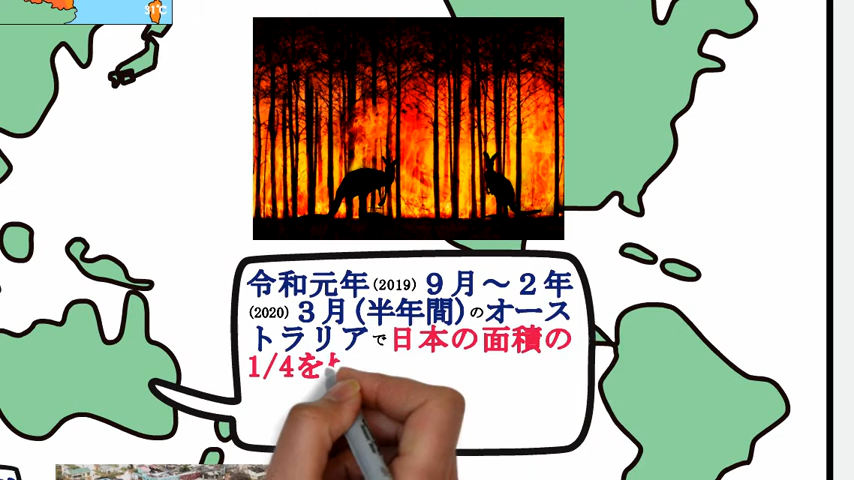 31℃
令和元年(2019)９月～２年
(2020)３月(半年間)のオース
トラリアで日本の面積の
1/4を